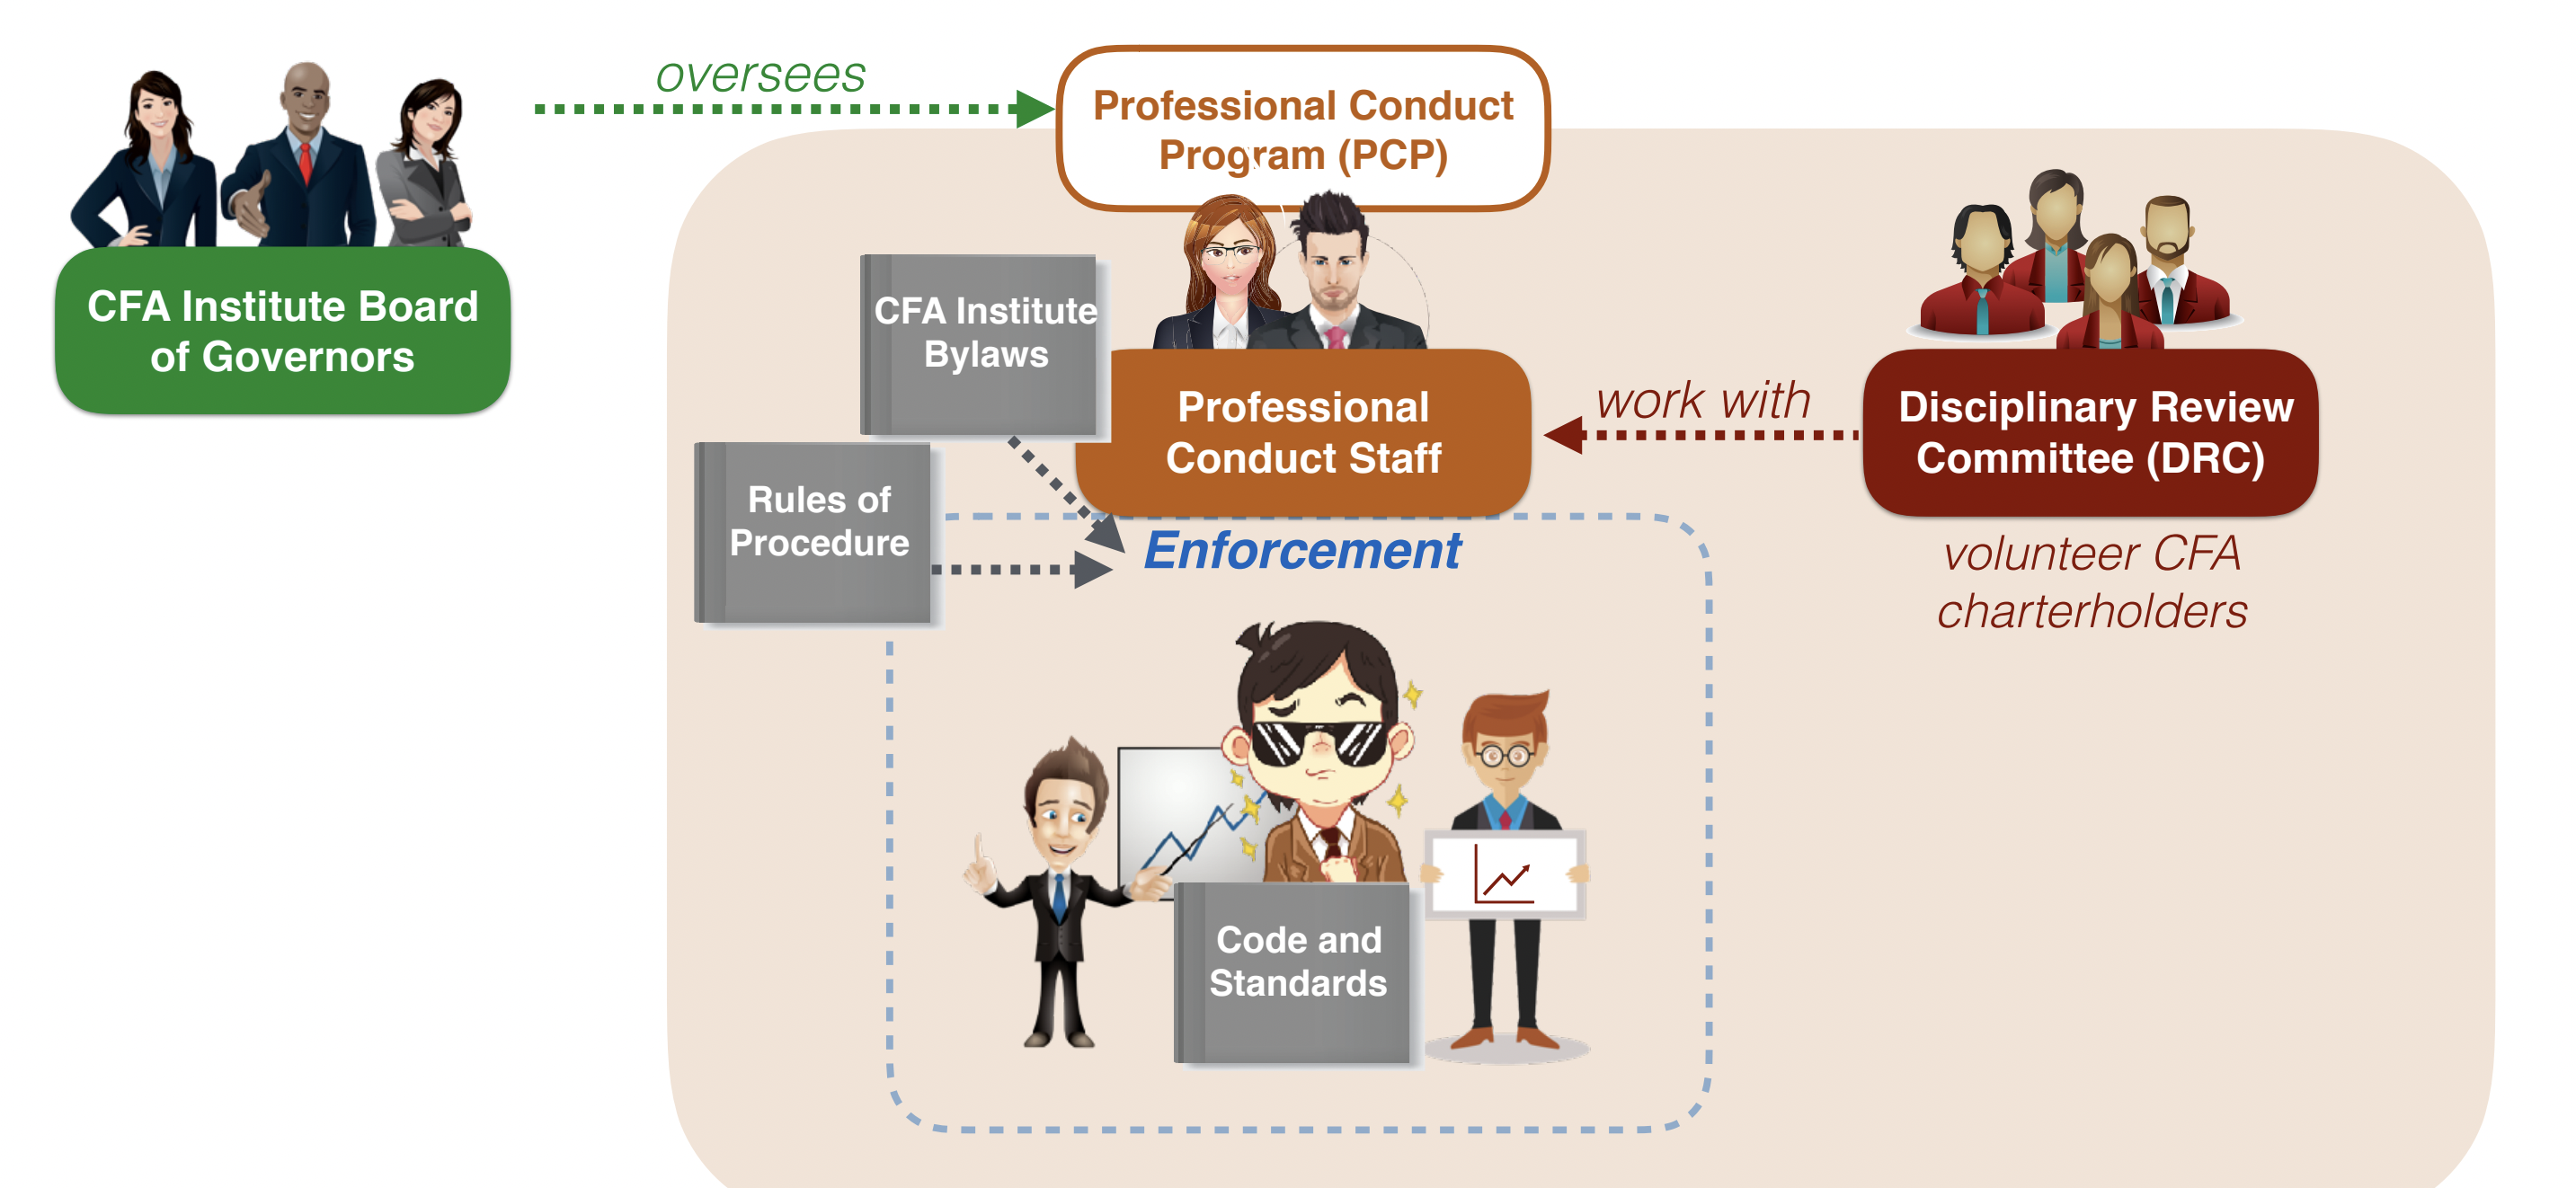 oversees
Professional Conduct
Program (PCP)
CFA Institute Board
of Governors
CFA Institute
Bylaws
Professional
Conduct Staff
work with
Disciplinary Review
Committee (DRC)
Rules of
Procedure
Enforcement
volunteer CFA
charterholders
Code and
Standards